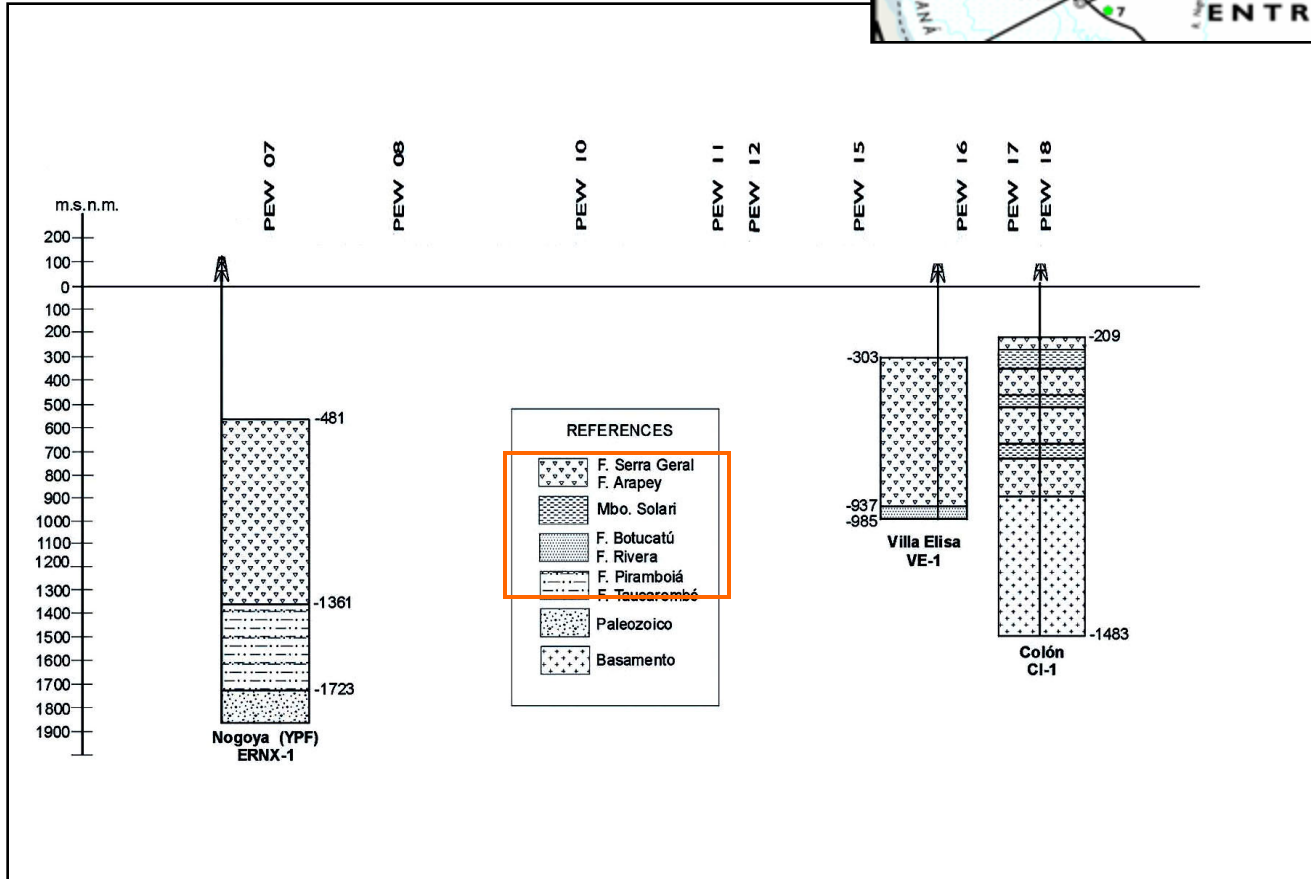 ANÁ
7
ENTR
PEW 07
PEW 08
PEW 10
PEW 11
PEW 12
PEW 15
PEW 16
PEW 17
PEW 18
m.s.n.m.
200
100
0
100
200
300
400
500
600
700
800
900
1000
1100
1200
1300
1400
1500
1600
1700
1800
1900
-481
-1361
-1723
Nogoya (YPF)
ERNX-1
REFERENCES
F. Serra Geral
F. Arapey
Mbo. Solari
F. Botucatú
F. Rivera
F. Piramboiá
F. Taucarembó
Paleozoico
Basamento
-303
-937
-985
Villa Elisa
VE-1
-209
-1483
Colón
CI-1